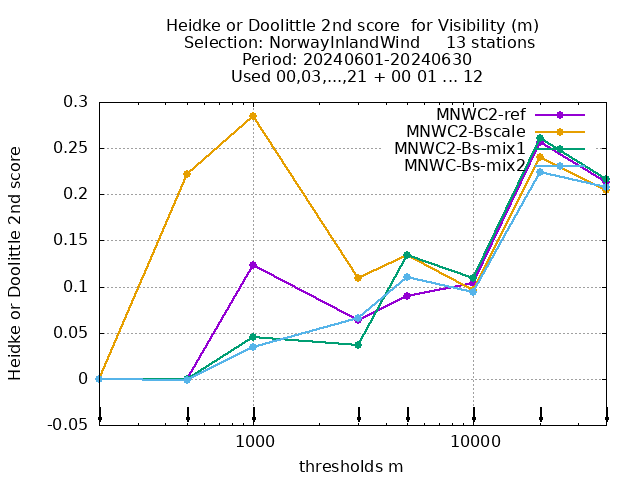 Heidke or Doolittle 2nd score  for Visibility (m)
Selection: NorwayInlandWind     13 stations
Period: 20240601-20240630
Used 00,03,...,21 + 00 01 ... 12
MNWC2-ref
MNWC2-Bscale
MNWC2-Bs-mix1
MNWC-Bs-mix2
Heidke or Doolittle 2nd score
0.3
0.25
0.2
0.15
0.1
0.05
0
-0.05
1000 10000
thresholds m